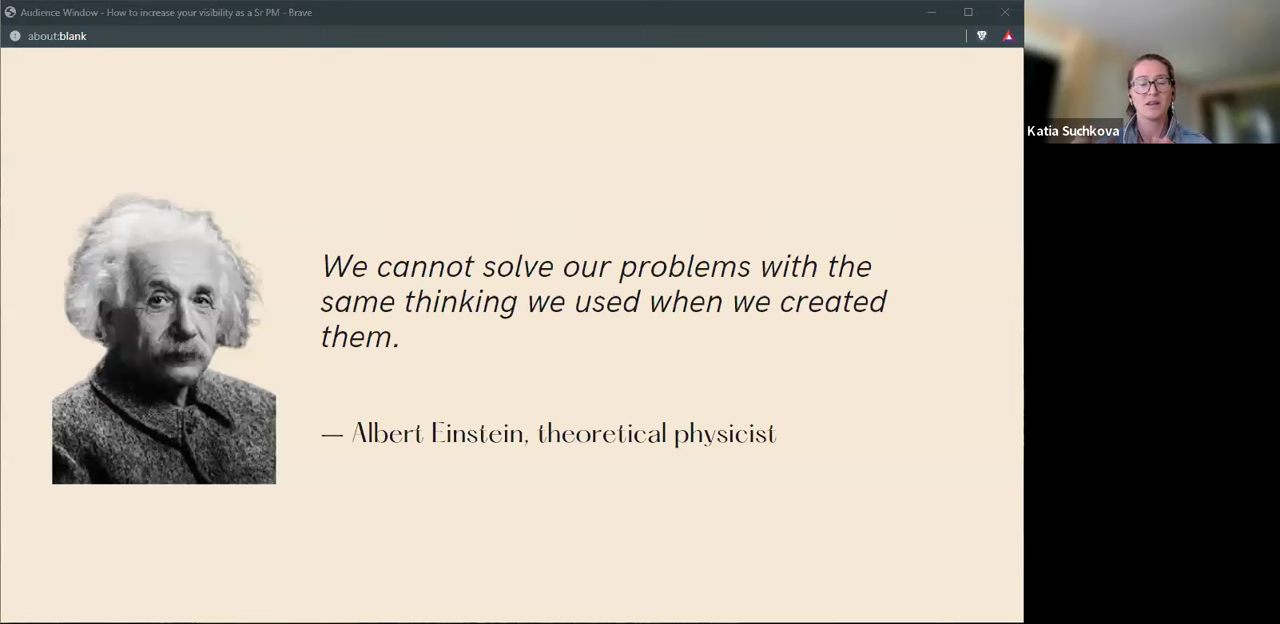 Audience Window - How to increase your visibility as a Sr PM - Brave
about:blank
Katia Suchkova
We cannot solve our problems with the
same thinking we used when we created
them.
— Albert Einstein, theoretical physicist